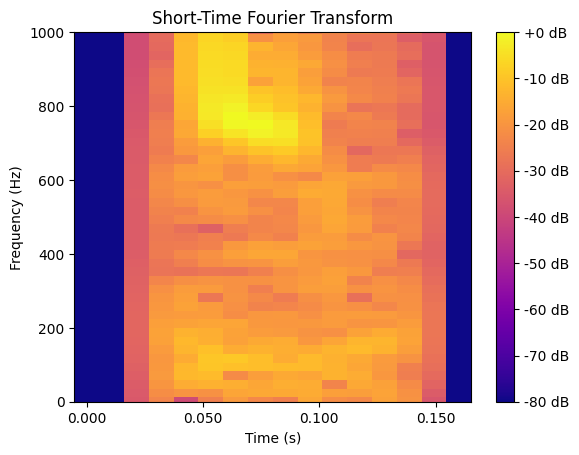 Short-Time Fourier Transform
1000
800
600
400
200
0
Frequency (Hz)
0.000
0.050
0.100
0.150
Time (s)
+0 dB
-10 dB
-20 dB
-30 dB
-40 dB
-50 dB
-60 dB
-70 dB
-80 dB